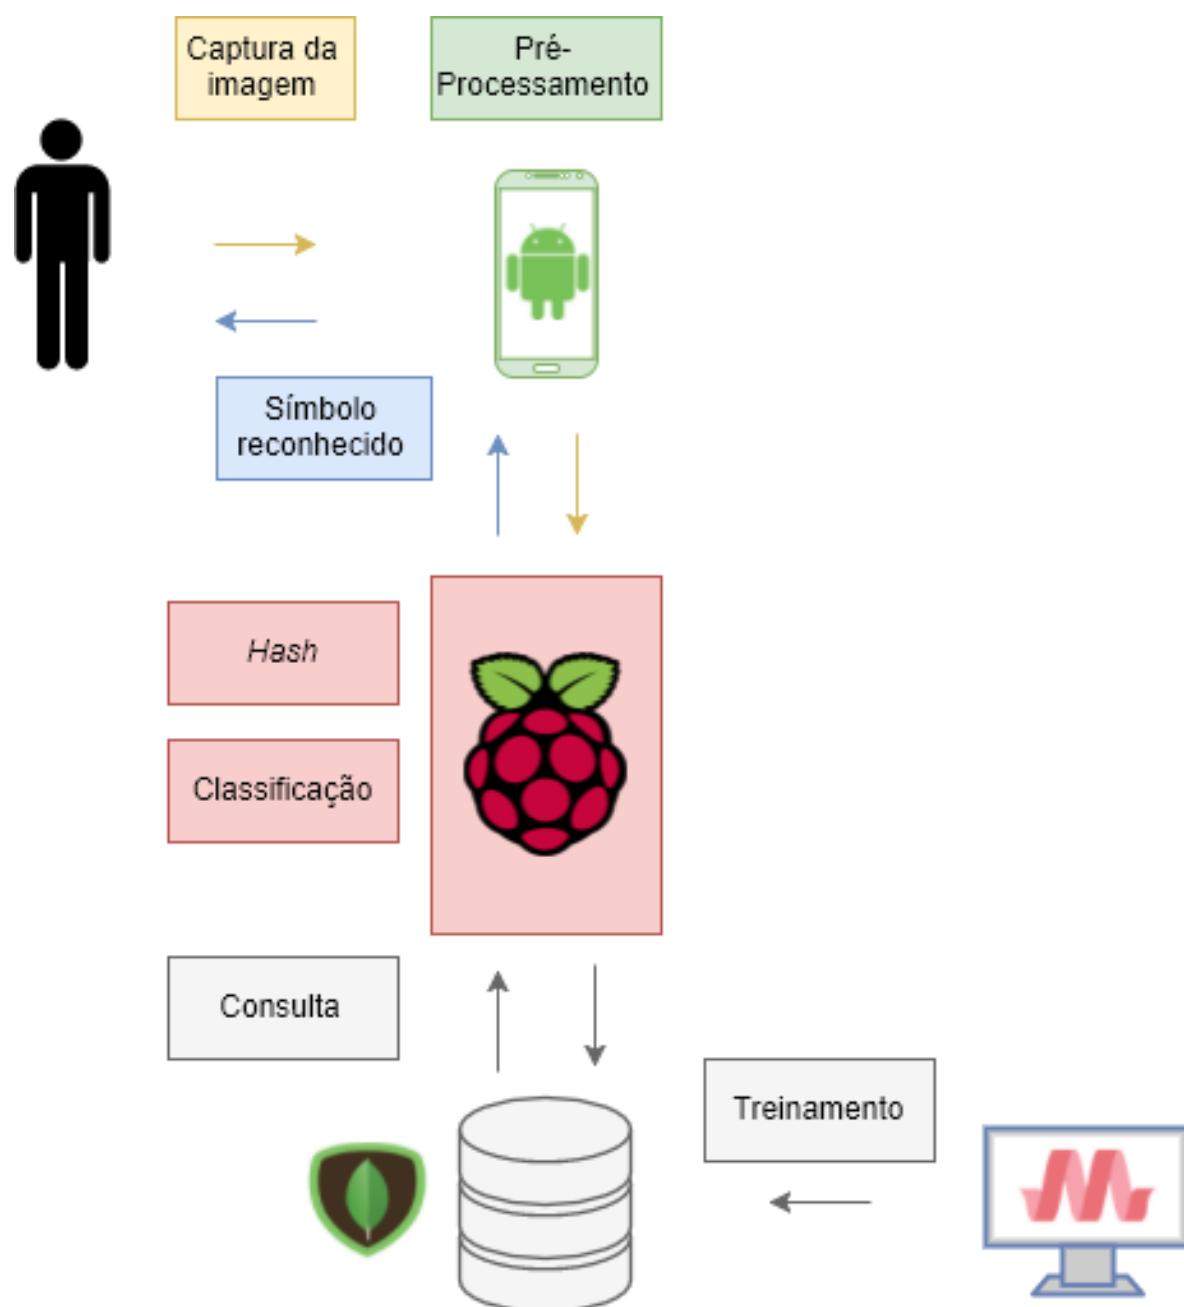 Captura da
imagem
Pré-
Processamento
Símbolo
reconhecido
Hash
Classificação
Consulta
Treinamento